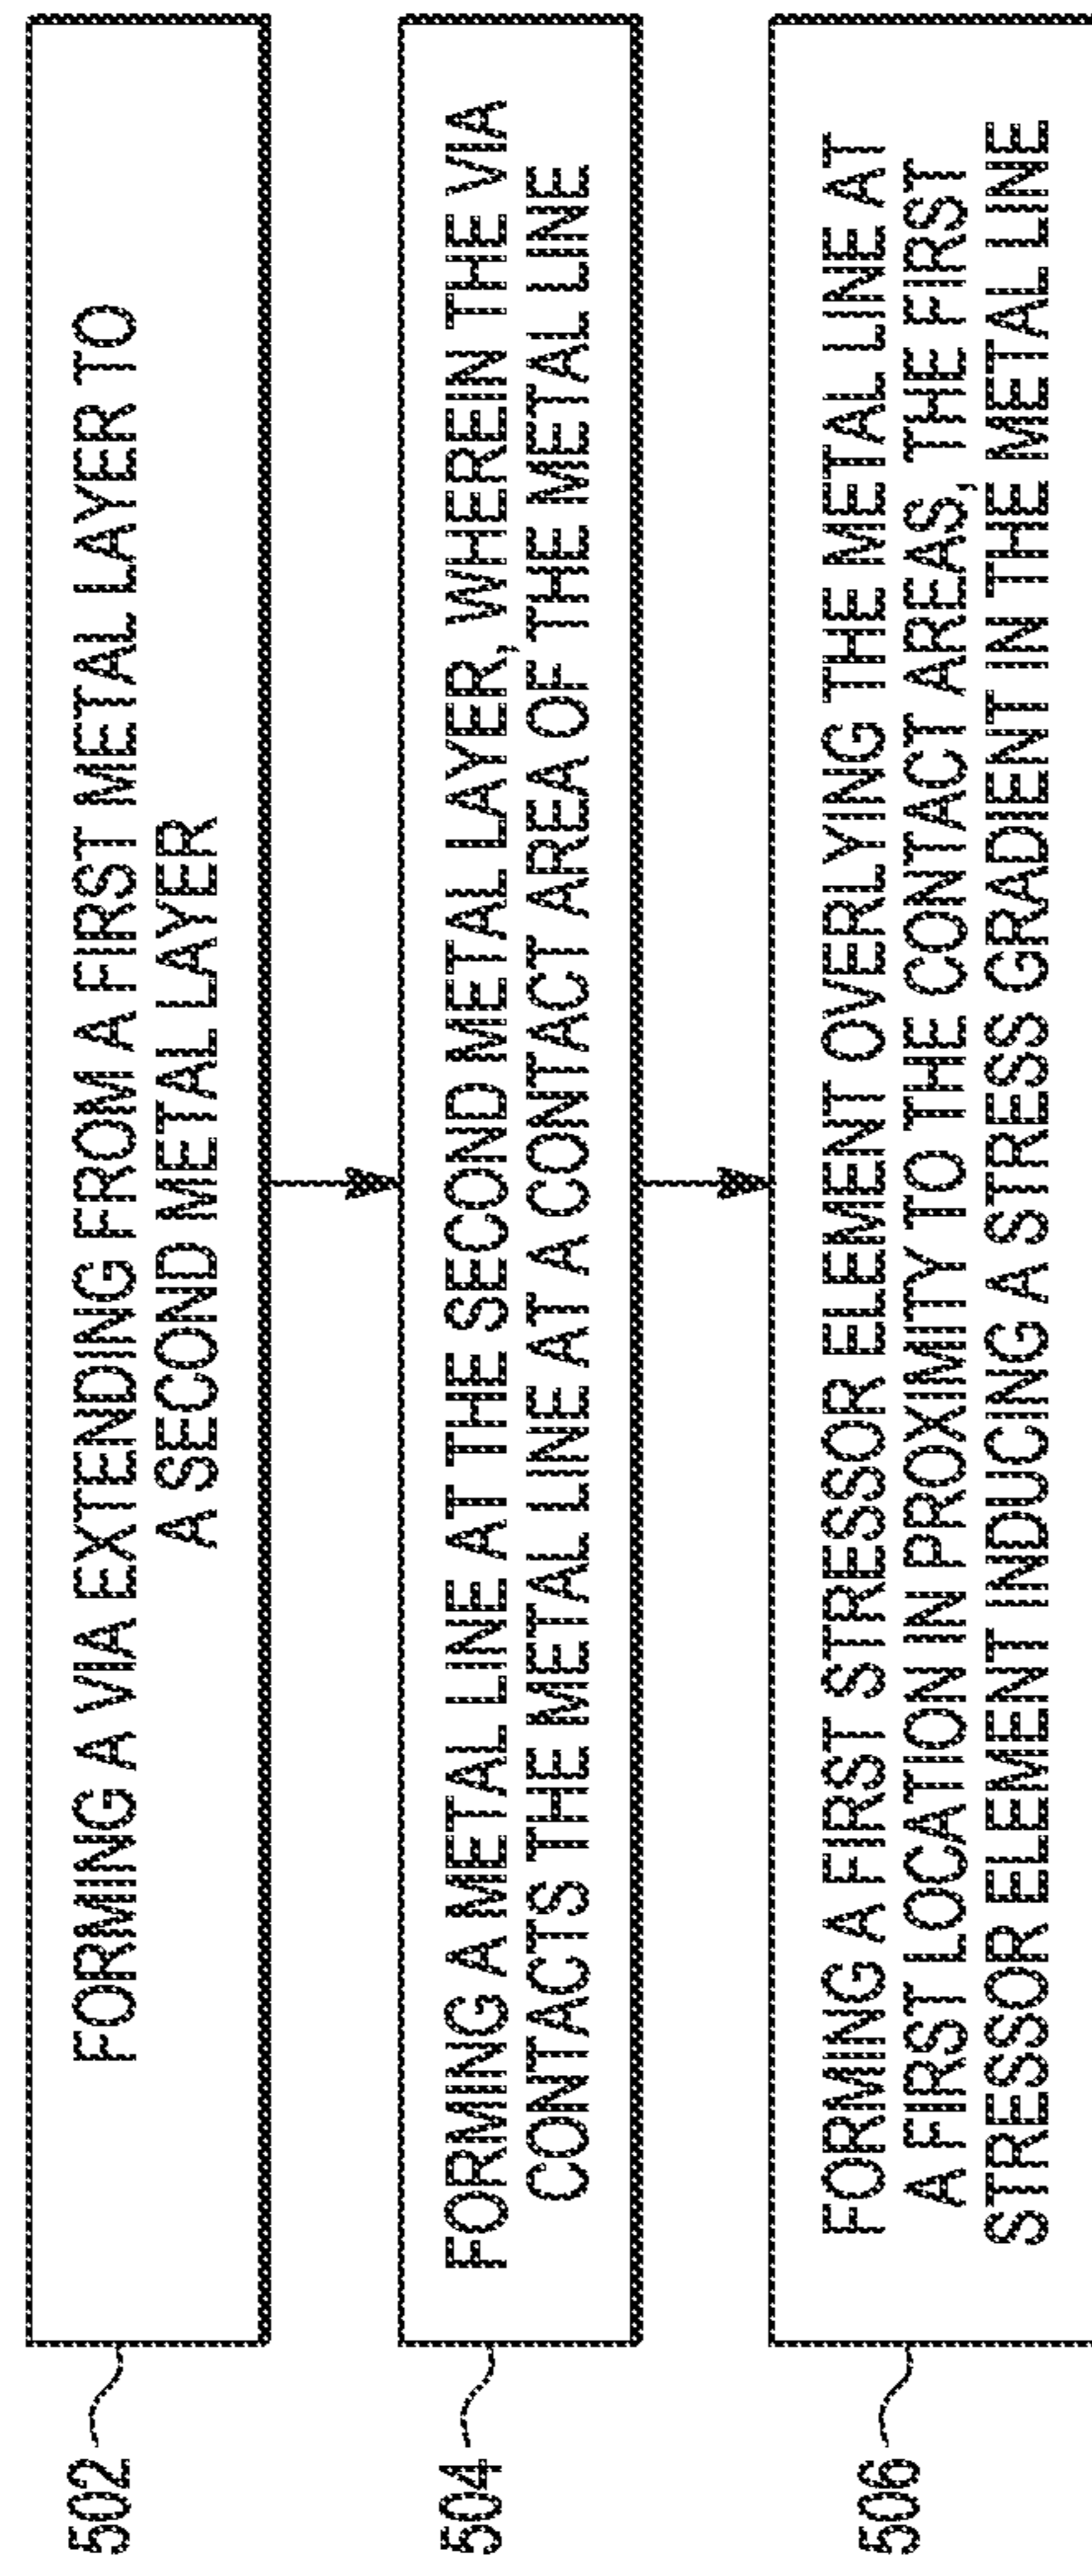 502
FORMING A VIA EXTENDING FROM A FIRST METAL LAYER TO
A SECOND METAL LAYER
504
FORMING A METAL LINE AT THE SECOND METAL LAYER, WHEREIN THE VIA
CONTACTS THE METAL LINE AT A CONTACT AREA OF THE METAL LINE
506
FORMING A FIRST STRESSOR ELEMENT OVERLYING THE METAL LINE AT
A FIRST LOCATION IN PROXIMITY TO THE CONTACT AREAS, THE FIRST
STRESSOR ELEMENT INDUCING A STRESS GRADIENT IN THE METAL LINE